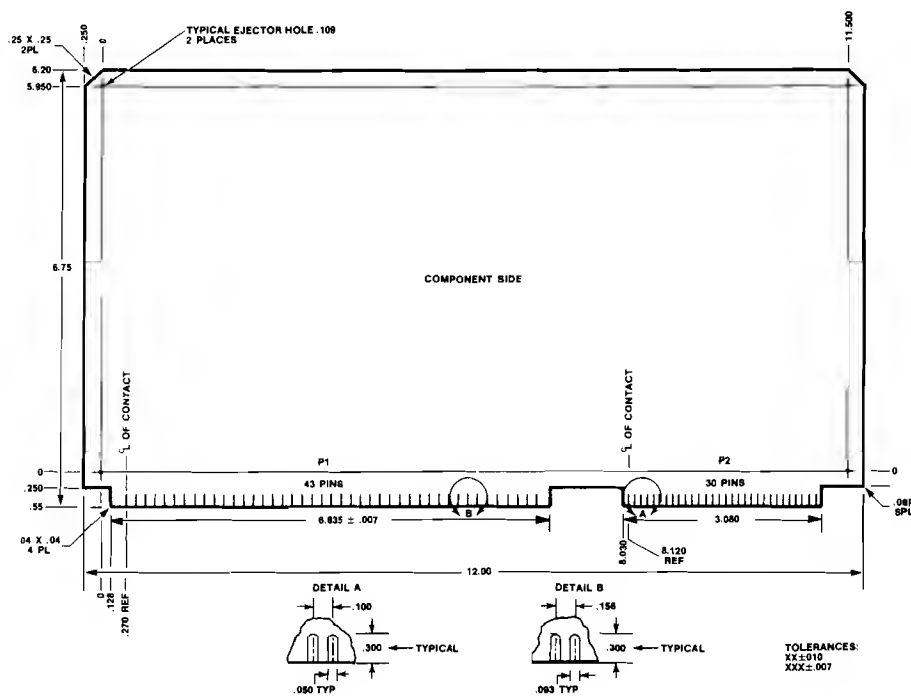 .250
0
TYPICAL EJECTOR HOLE .109
2 PLACES
11.500
.25 X .25
2PL
6.20
5.950
6.75
COMPONENT SIDE
℄ OF CONTACT
℄ OF CONTACT
P1
P2
0
0
43 PINS
30 PINS
.250
.55
B
A
SPL
6.835 ± .007
3.080
04 X .04
4 PL
0
.128
.270 REF
8.030
8.120
REF
12.00
DETAIL A
DETAIL B
.100
.156
.300
TYPICAL
.300
TYPICAL
.050 TYP
.093 TYP
TOLERANCES:
XX±010
XXX±.007